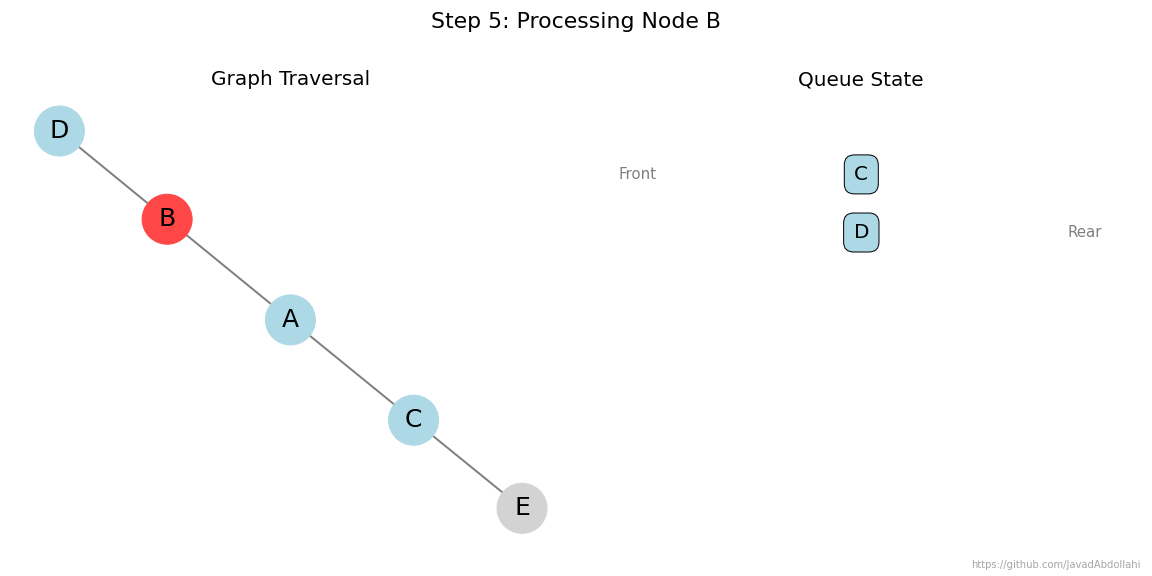 Step 5: Processing Node B
Graph Traversal
D
B
A
C
E
Queue State
Front
C
D
Rear
https://github.com/JavadAbdollahi